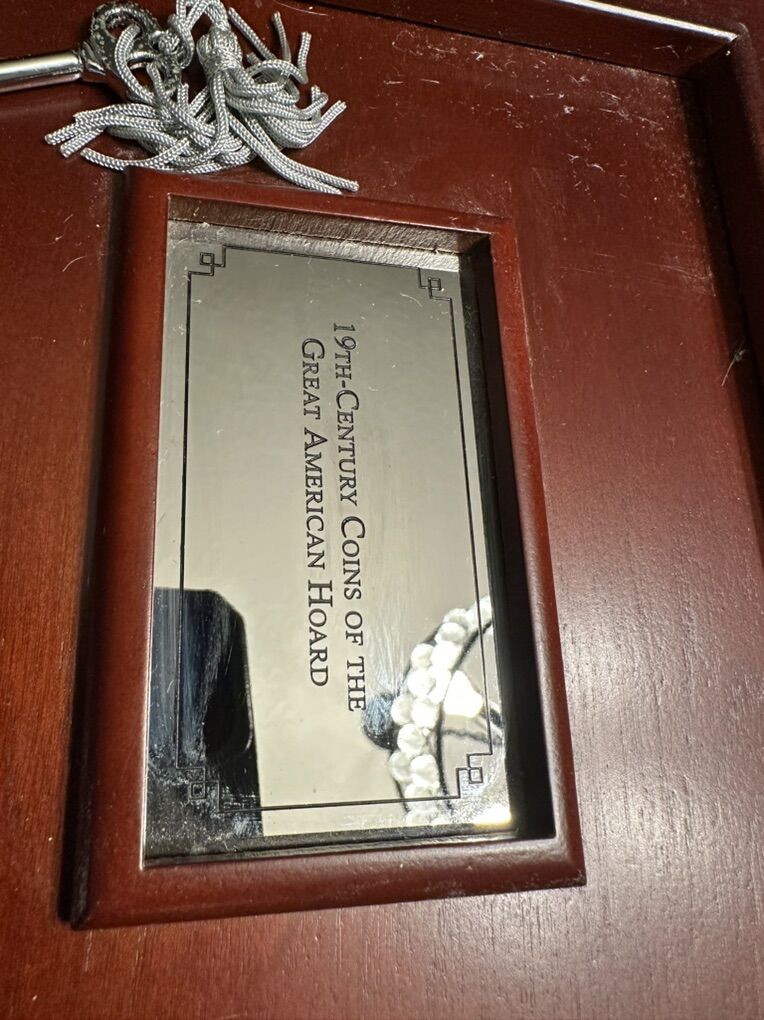 19TH-CENTURY COINS OF THE
GREAT AMERICAN HOARD